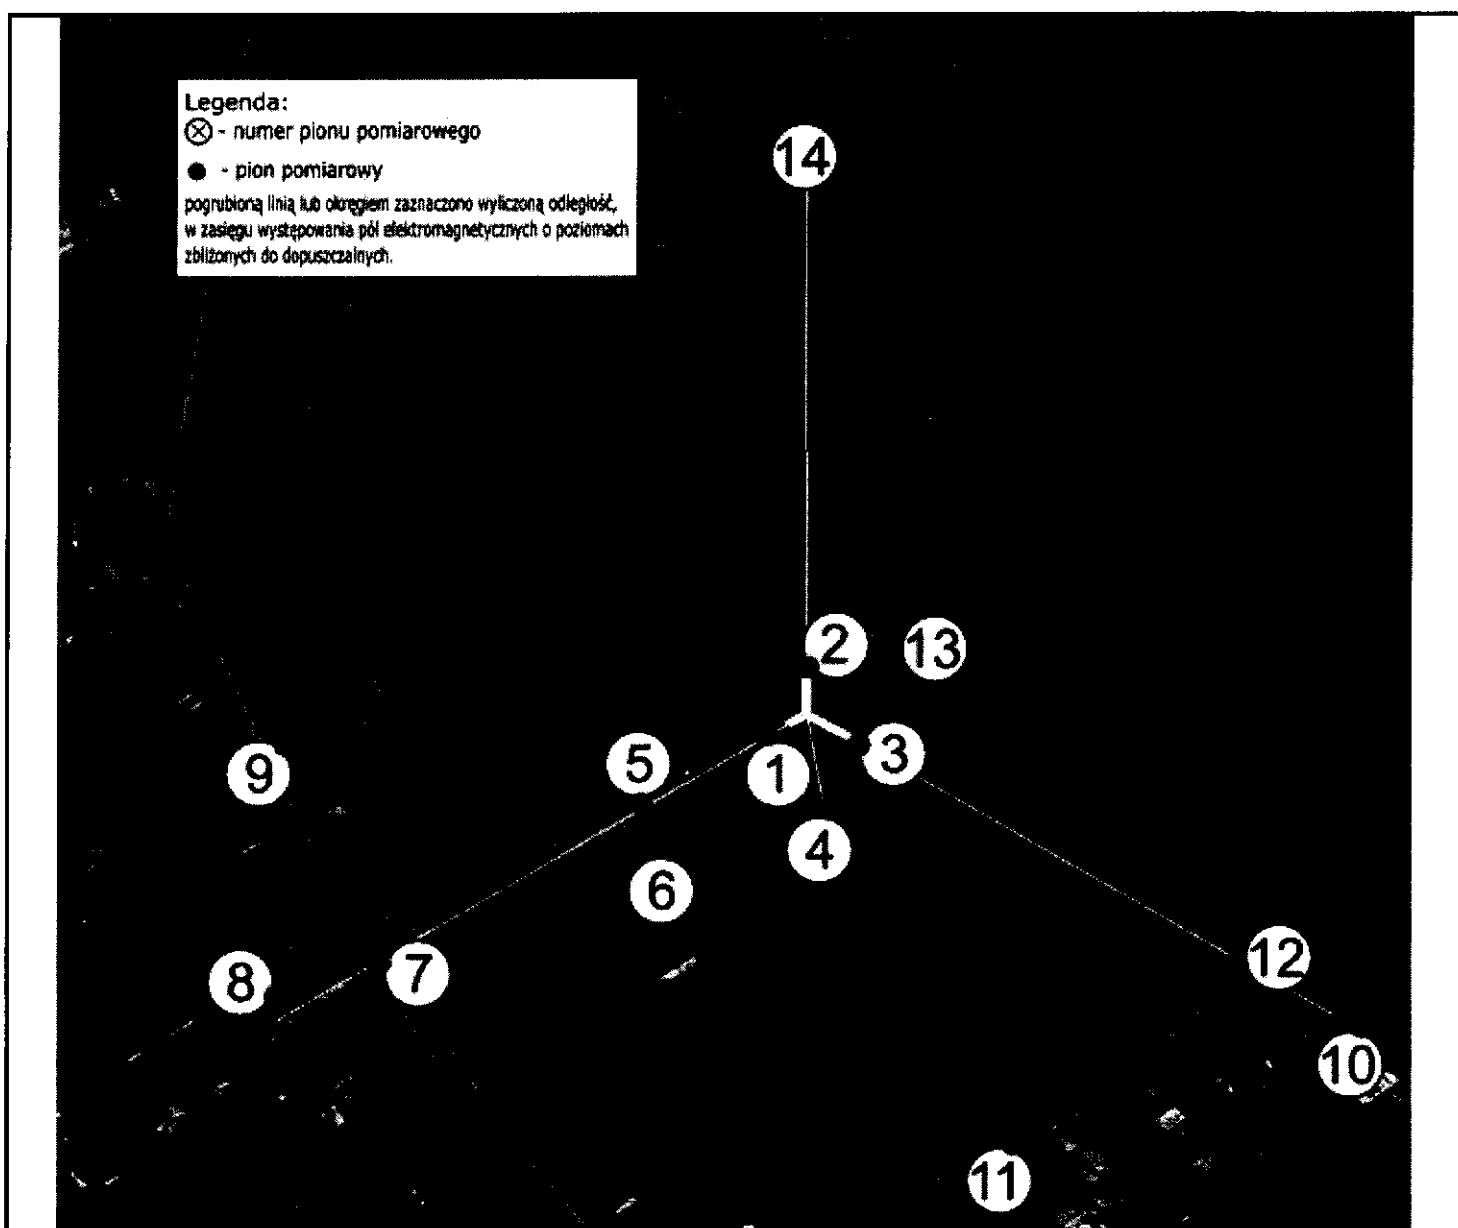 Legenda:
⊗ - numer pionu pomiarowego
● - pion pomiarowy
pogrubioną linią lub okręgiem zaznaczono wyliczoną odległość,
w zasięgu występowania pól elektromagnetycznych o poziomach
zbliżonych do dopuszczalnych.
14
2
13
5
9
1
3
4
6
8
7
12
10
11